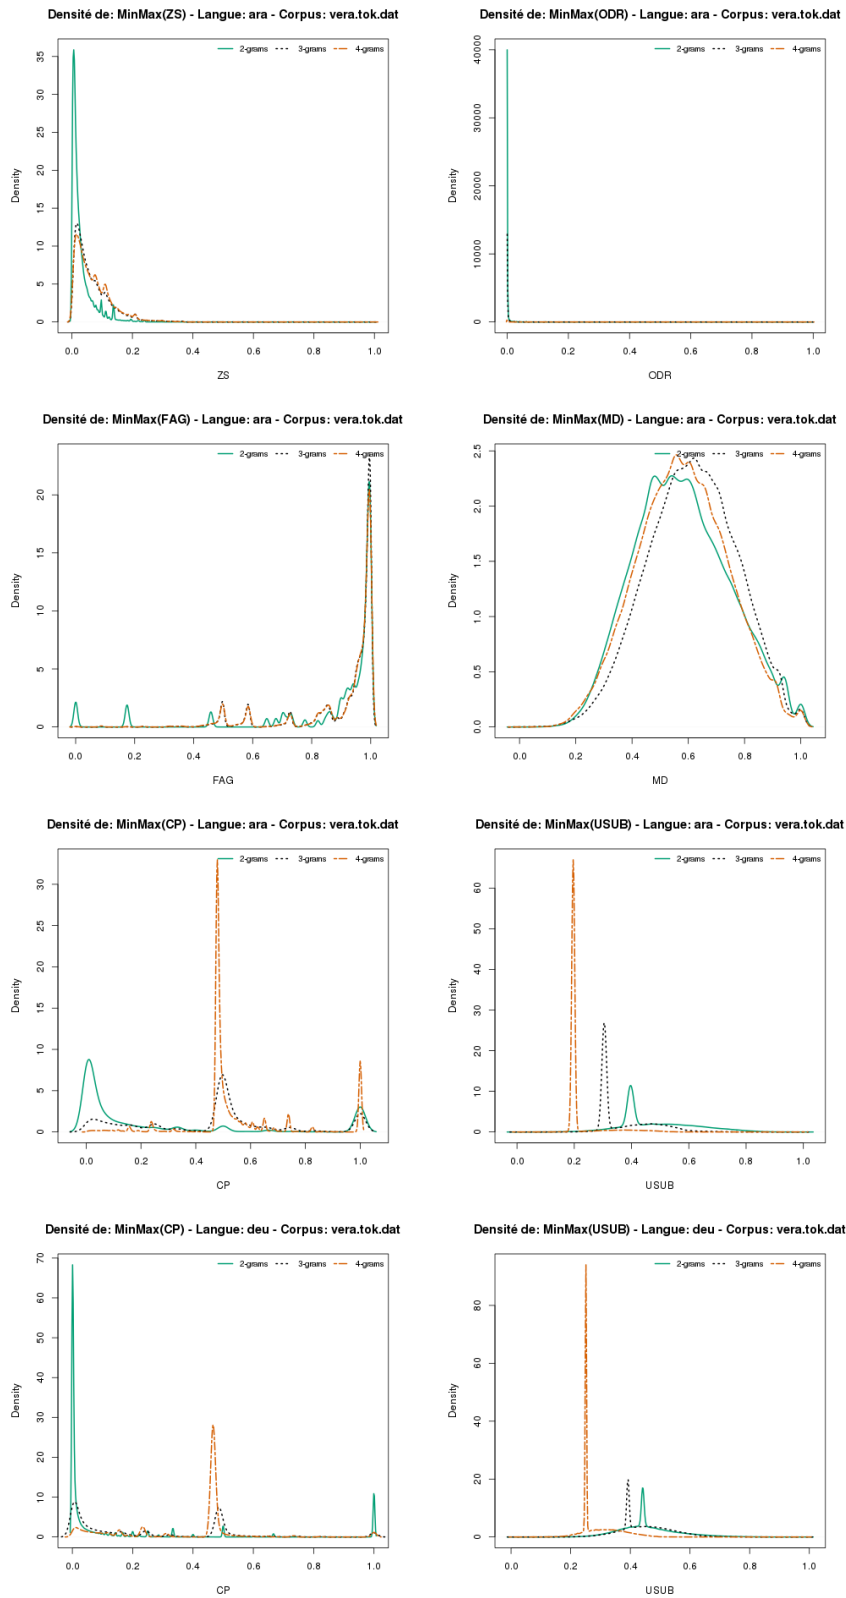 Densité de: MinMax(ZS) - Langue: ara - Corpus: vera.tok.dat
2-grams 3-grams 4-grams
Density
0 5 10 15 20 25 30 35
0.0 0.2 0.4 0.6 0.8 1.0
ZS
Densité de: MinMax(ODR) - Langue: ara - Corpus: vera.tok.dat
2-grams 3-grams 4-grams
Density
0 10000 20000 30000 40000
0.0 0.2 0.4 0.6 0.8 1.0
ODR
Densité de: MinMax(FAG) - Langue: ara - Corpus: vera.tok.dat
2-grams 3-grams 4-grams
Density
0 5 10 15 20
0.0 0.2 0.4 0.6 0.8 1.0
FAG
Densité de: MinMax(MD) - Langue: ara - Corpus: vera.tok.dat
2-grams 3-grams 4-grams
Density
0.0 0.5 1.0 1.5 2.0 2.5
0.0 0.2 0.4 0.6 0.8 1.0
MD
Densité de: MinMax(CP) - Langue: ara - Corpus: vera.tok.dat
2-grams 3-grams 4-grams
Density
0 5 10 15 20 25 30
0.0 0.2 0.4 0.6 0.8 1.0
CP
Densité de: MinMax(USUB) - Langue: ara - Corpus: vera.tok.dat
2-grams 3-grams 4-grams
Density
0 10 20 30 40 50 60
0.0 0.2 0.4 0.6 0.8 1.0
USUB
Densité de: MinMax(CP) - Langue: deu - Corpus: vera.tok.dat
2-grams 3-grams 4-grams
Density
0 10 20 30 40 50 60 70
0.0 0.2 0.4 0.6 0.8 1.0
CP
Densité de: MinMax(USUB) - Langue: deu - Corpus: vera.tok.dat
2-grams 3-grams 4-grams
Density
0 20 40 60 80
0.0 0.2 0.4 0.6 0.8 1.0
USUB